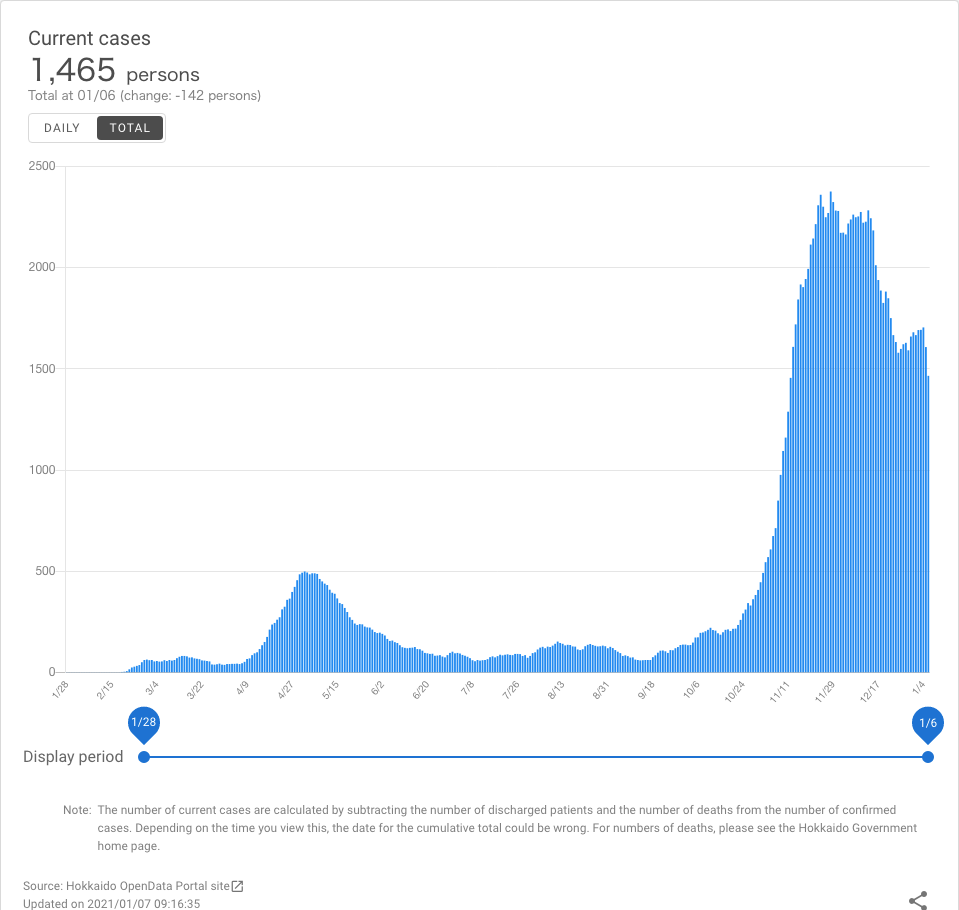 Current cases
1,465 persons
Total at 01/06 (change: -142 persons)
DAILY TOTAL
2500
2000
1500
1000
500
0
1/28 2/15 3/4 3/22 4/9 4/27 5/15 6/2 6/20 7/8 7/26 8/13 8/31 9/18 10/6 10/24 11/11 11/29 12/17 1/4
1/28 1/6
Display period
Note: The number of current cases are calculated by subtracting the number of discharged patients and the number of deaths from the number of confirmed
cases. Depending on the time you view this, the date for the cumulative total could be wrong. For numbers of deaths, please see the Hokkaido Government
home page.
Source: Hokkaido OpenData Portal site
Updated on 2021/01/07 09:16:35